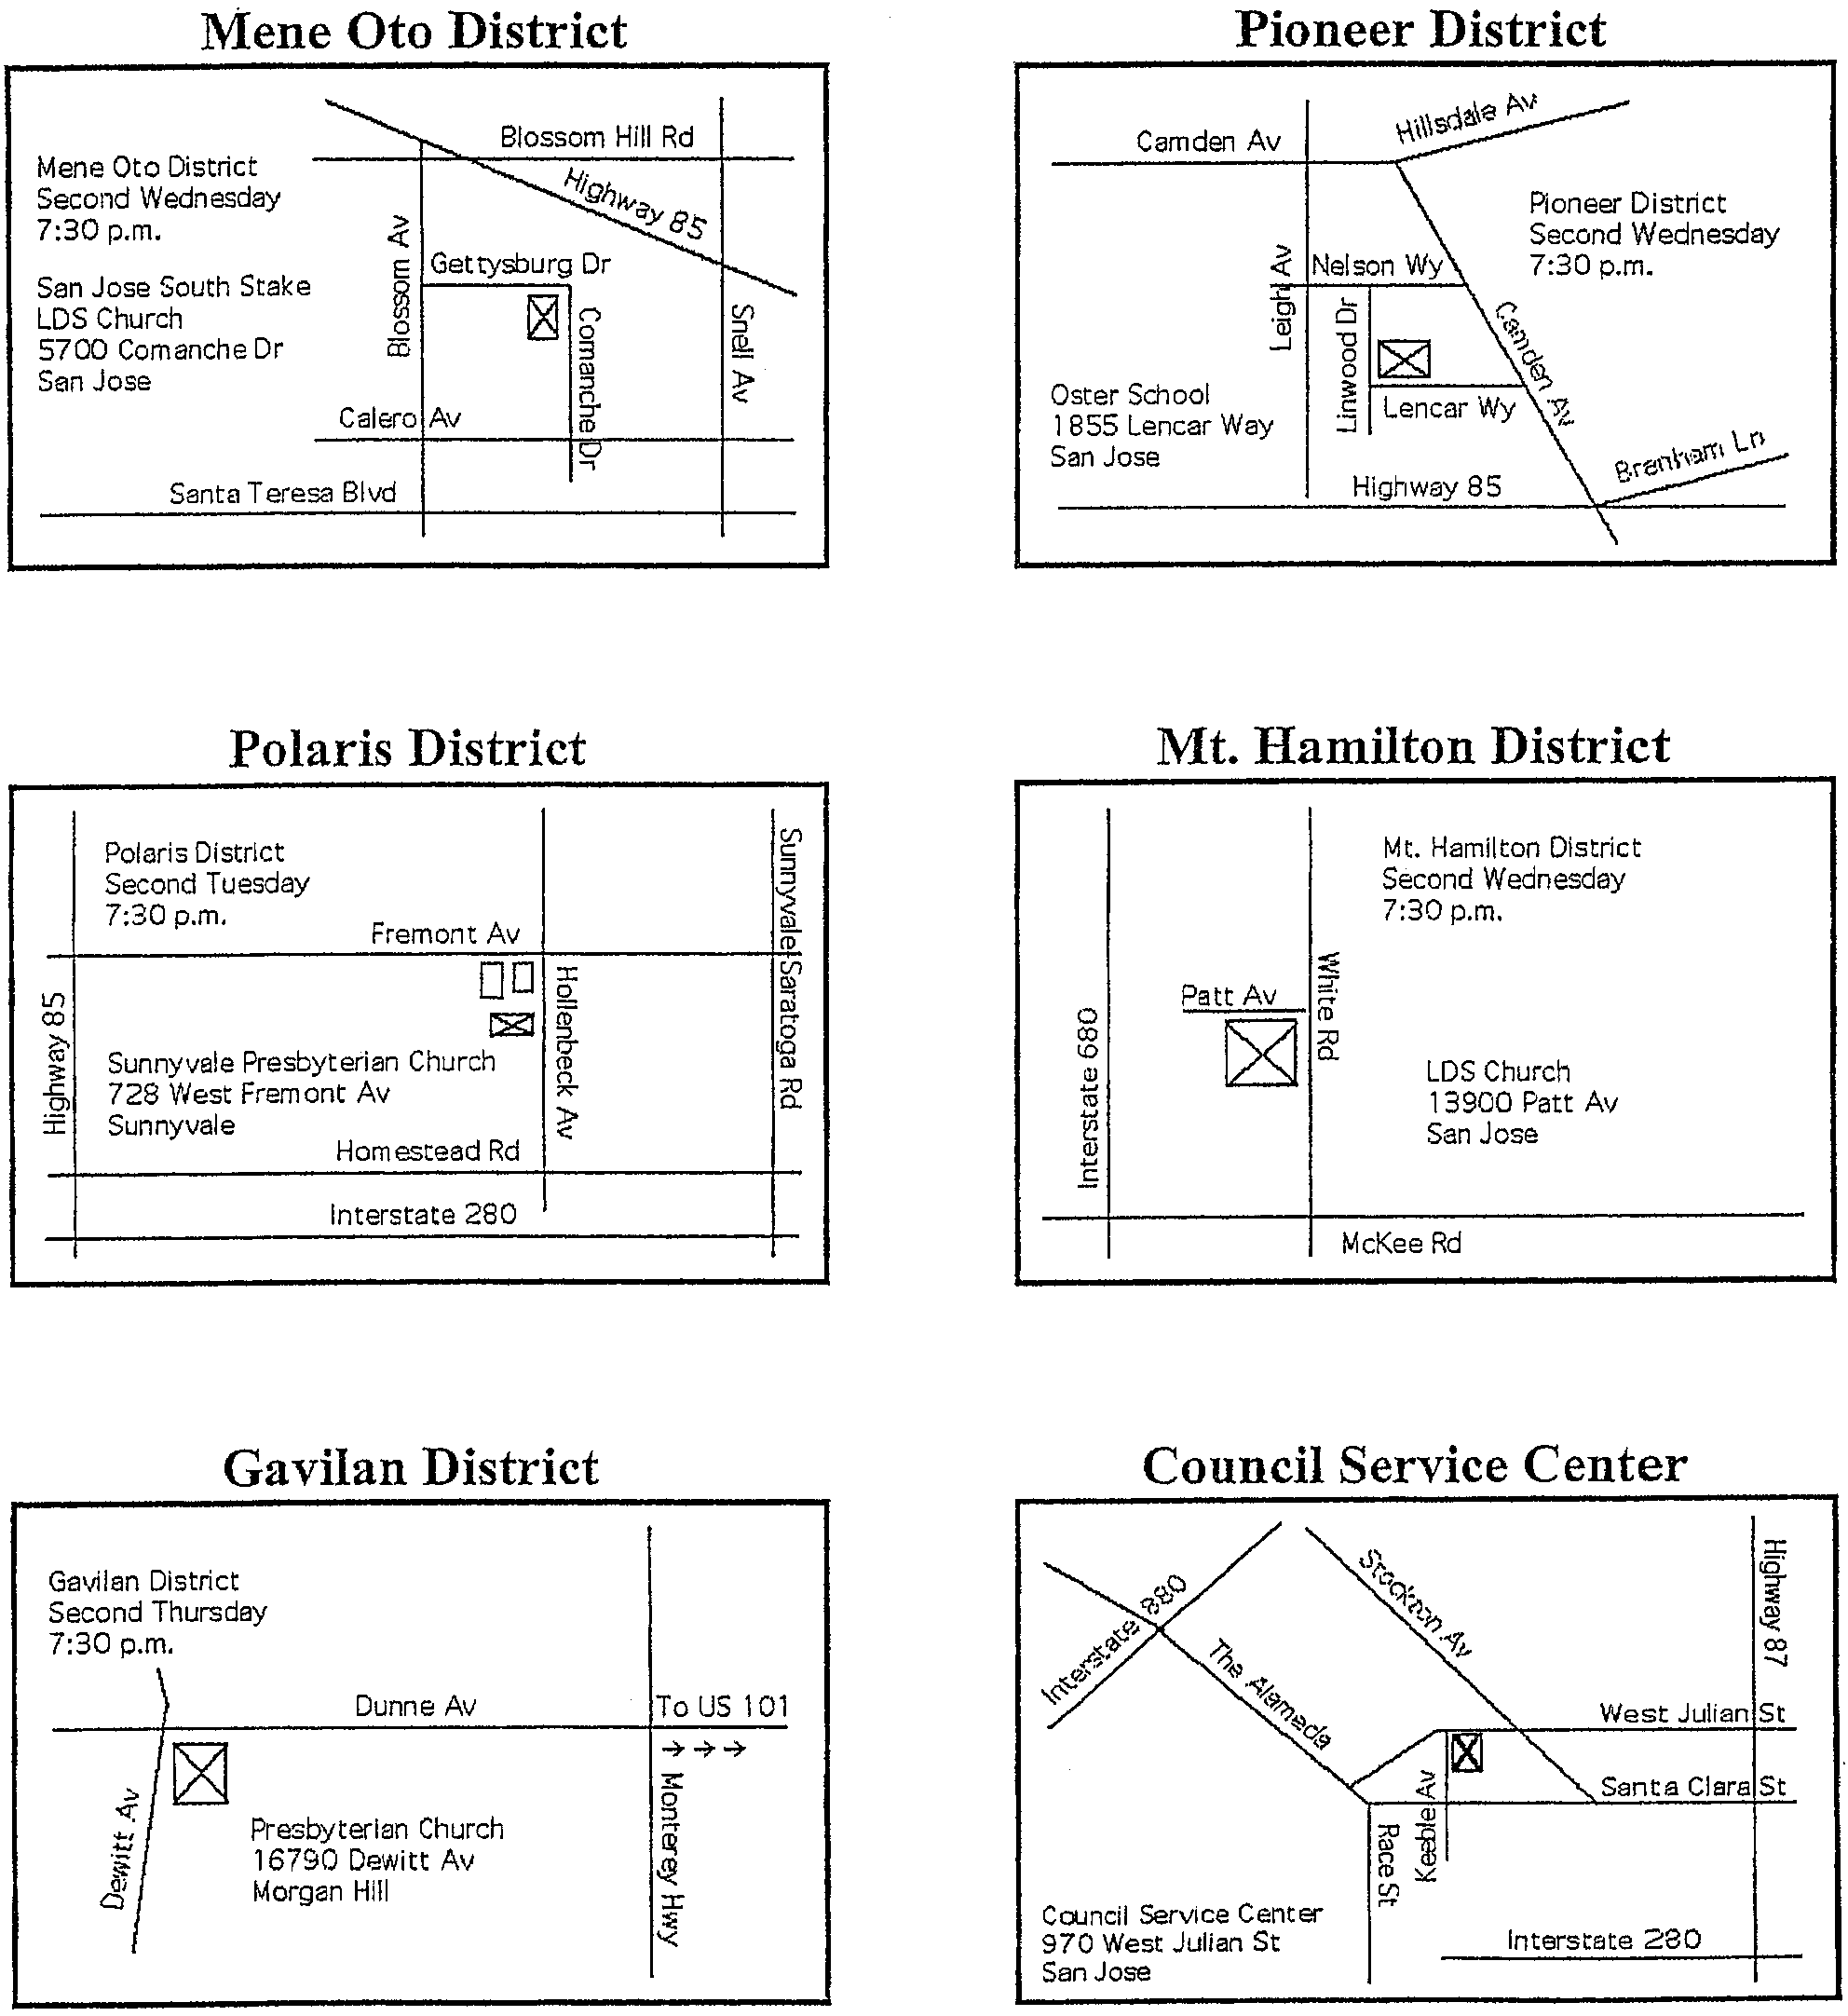 Mene Oto District
Blossom Hill Rd
Highway 85
Mene Oto District
Second Wednesday
7:30 p.m.
Blossom Av
Gettysburg Dr
San Jose South Stake
LDS Church
5700 Comanche Dr
San Jose
Comanche Dr
Snell Av
Calero Av
Santa Teresa Blvd
Pioneer District
Hillsdale Av
Camden Av
Pioneer District
Second Wednesday
7:30 p.m.
Leigh Av
Nelson Wy
Linwood Dr
Camden Av
Oster School
1855 Lencar Way
San Jose
Lencar Wy
Branham Ln
Highway 85
Polaris District
Polaris District
Second Tuesday
7:30 p.m.
Fremont Av
Sunnyvale-Saratoga Rd
Hollenbeck Av
Highway 85
Sunnyvale Presbyterian Church
728 West Fremont Av
Sunnyvale
Homestead Rd
Interstate 280
Mt. Hamilton District
Mt. Hamilton District
Second Wednesday
7:30 p.m.
Patt Av
White Rd
Interstate 680
LDS Church
13900 Patt Av
San Jose
McKee Rd
Gavilan District
Gavilan District
Second Thursday
7:30 p.m.
Dunne Av
To US 101
Dewitt Av
Monterey Hwy
Presbyterian Church
16790 Dewitt Av
Morgan Hill
Council Service Center
Interstate 880
Stockton Av
Highway 87
The Alameda
West Julian St
Santa Clara St
Keeble Av
Race St
Council Service Center
970 West Julian St
San Jose
Interstate 280